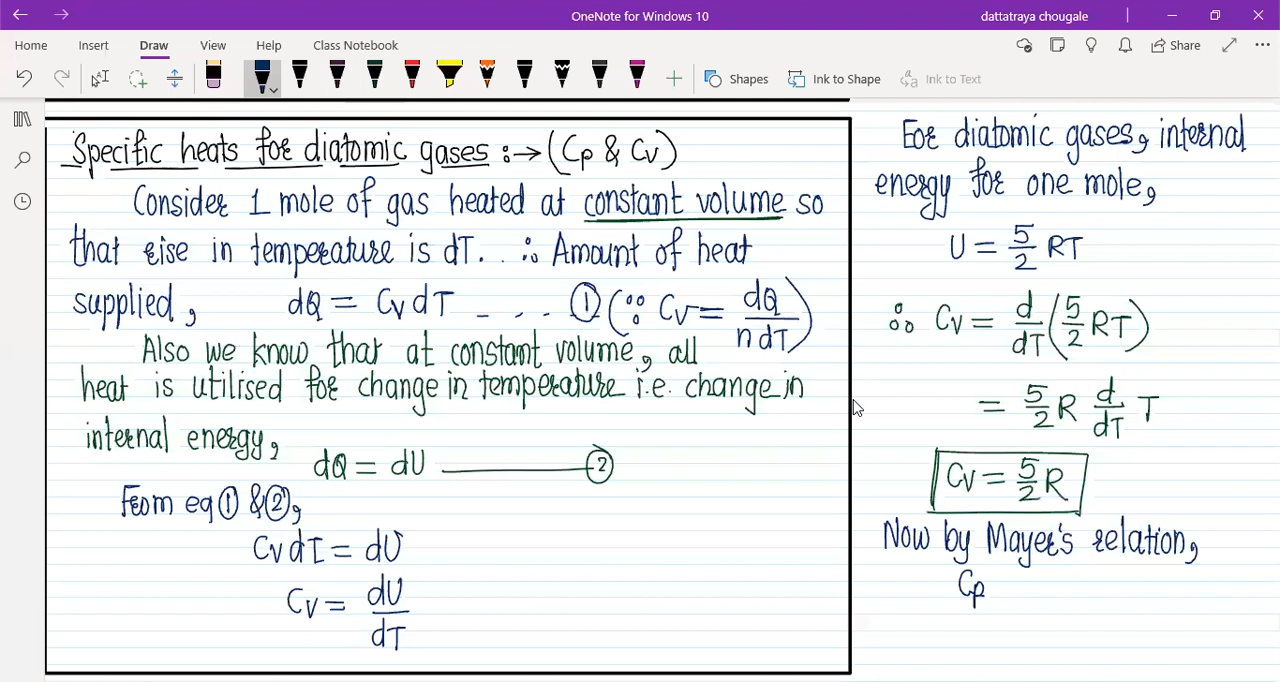 OneNote for Windows 10
dattatraya chougale
Home Insert Draw View Help Class Notebook
Share
Shapes Ink to Shape Ink to Text
Specific heats for diatomic gases :→ (Cp & Cv)
Consider 1 mole of gas heated at constant volume so
that rise in temperature is dT. ∴ Amount of heat
supplied, dQ = Cv dT - - - - ① (∵ Cv = dQ / n dT)
Also we know that at constant volume, all
heat is utilised for change in temperature i.e. change in
internal energy,
dQ = dU ——— ②
From eq ① & ②,
Cv dT = dU
Cv = dU / dT
For diatomic gases, internal
energy for one mole,
U = 5/2 RT
∴ Cv = d/dT (5/2 RT)
= 5/2 R d/dT T
Cv = 5/2 R
Now by Mayer's relation,
Cp